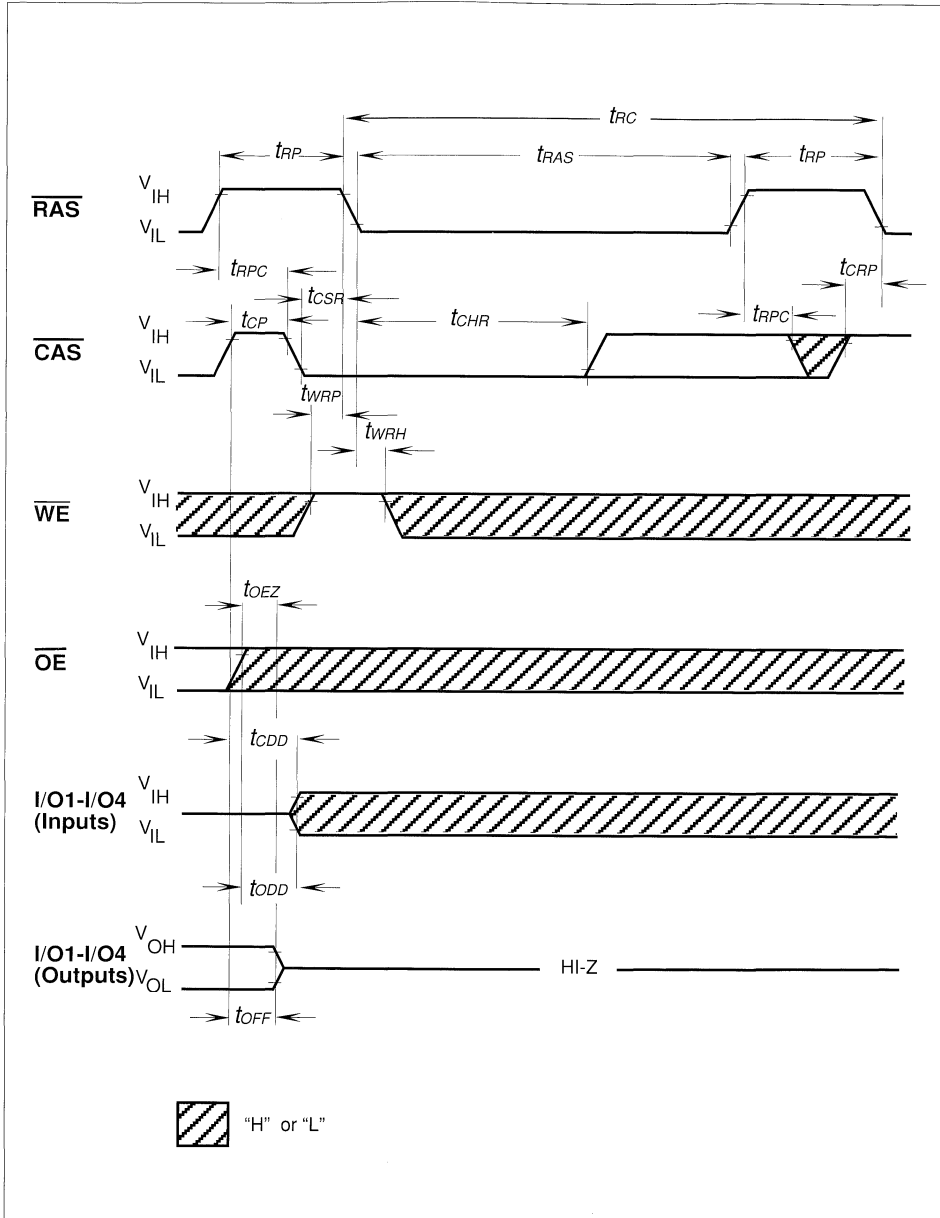 tRC
tRP
tRAS
tRP
RAS
VIH
VIL
tRPC
tCRP
tCSR
tCP
tCHR
tRPC
CAS
VIH
VIL
tWRP
tWRH
WE
VIH
VIL
tOEZ
OE
VIH
VIL
tCDD
I/O1-I/O4
(Inputs)
VIH
VIL
tODD
I/O1-I/O4
(Outputs)
VOH
VOL
HI-Z
tOFF
"H" or "L"